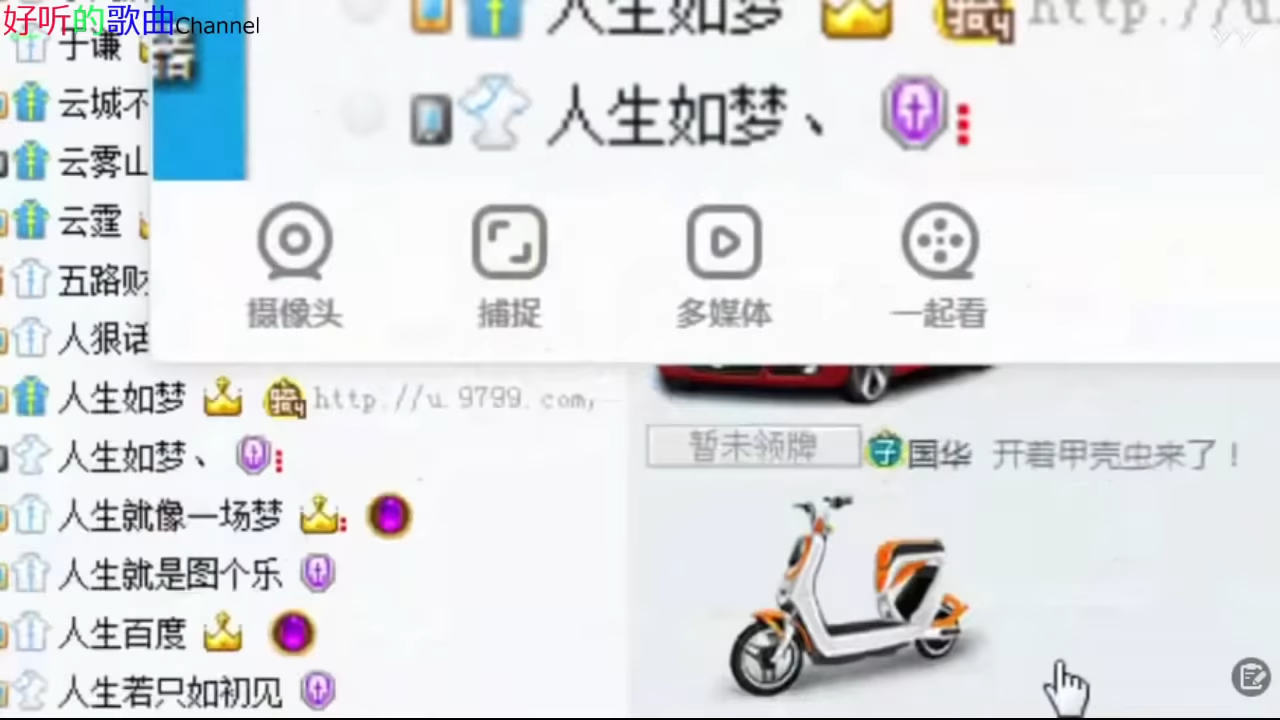 好听的歌曲Channel
人生如梦 http://u.
于谦
云城不
人生如梦、
云雾山
云霆
五路财
摄像头 捕捉 多媒体 一起看
人狠话
人生如梦 http://u.9799.com,
暂未领牌 国华 开着甲壳虫来了！
人生如梦、
人生就像一场梦
人生就是图个乐
人生百度
人生若只如初见